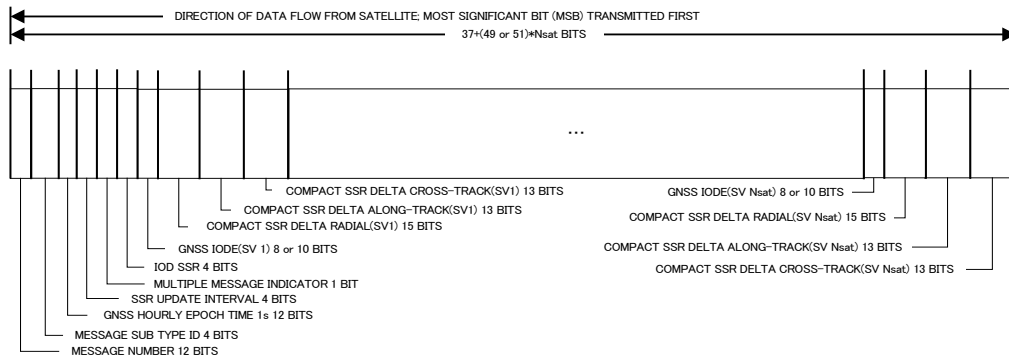 DIRECTION OF DATA FLOW FROM SATELLITE; MOST SIGNIFICANT BIT (MSB) TRANSMITTED FIRST
37+(49 or 51)*Nsat BITS
...
COMPACT SSR DELTA CROSS-TRACK(SV1) 13 BITS
COMPACT SSR DELTA ALONG-TRACK(SV1) 13 BITS
COMPACT SSR DELTA RADIAL(SV1) 15 BITS
GNSS IODE(SV 1) 8 or 10 BITS
IOD SSR 4 BITS
MULTIPLE MESSAGE INDICATOR 1 BIT
SSR UPDATE INTERVAL 4 BITS
GNSS HOURLY EPOCH TIME 1s 12 BITS
MESSAGE SUB TYPE ID 4 BITS
MESSAGE NUMBER 12 BITS
GNSS IODE(SV Nsat) 8 or 10 BITS
COMPACT SSR DELTA RADIAL(SV Nsat) 15 BITS
COMPACT SSR DELTA ALONG-TRACK(SV Nsat) 13 BITS
COMPACT SSR DELTA CROSS-TRACK(SV Nsat) 13 BITS